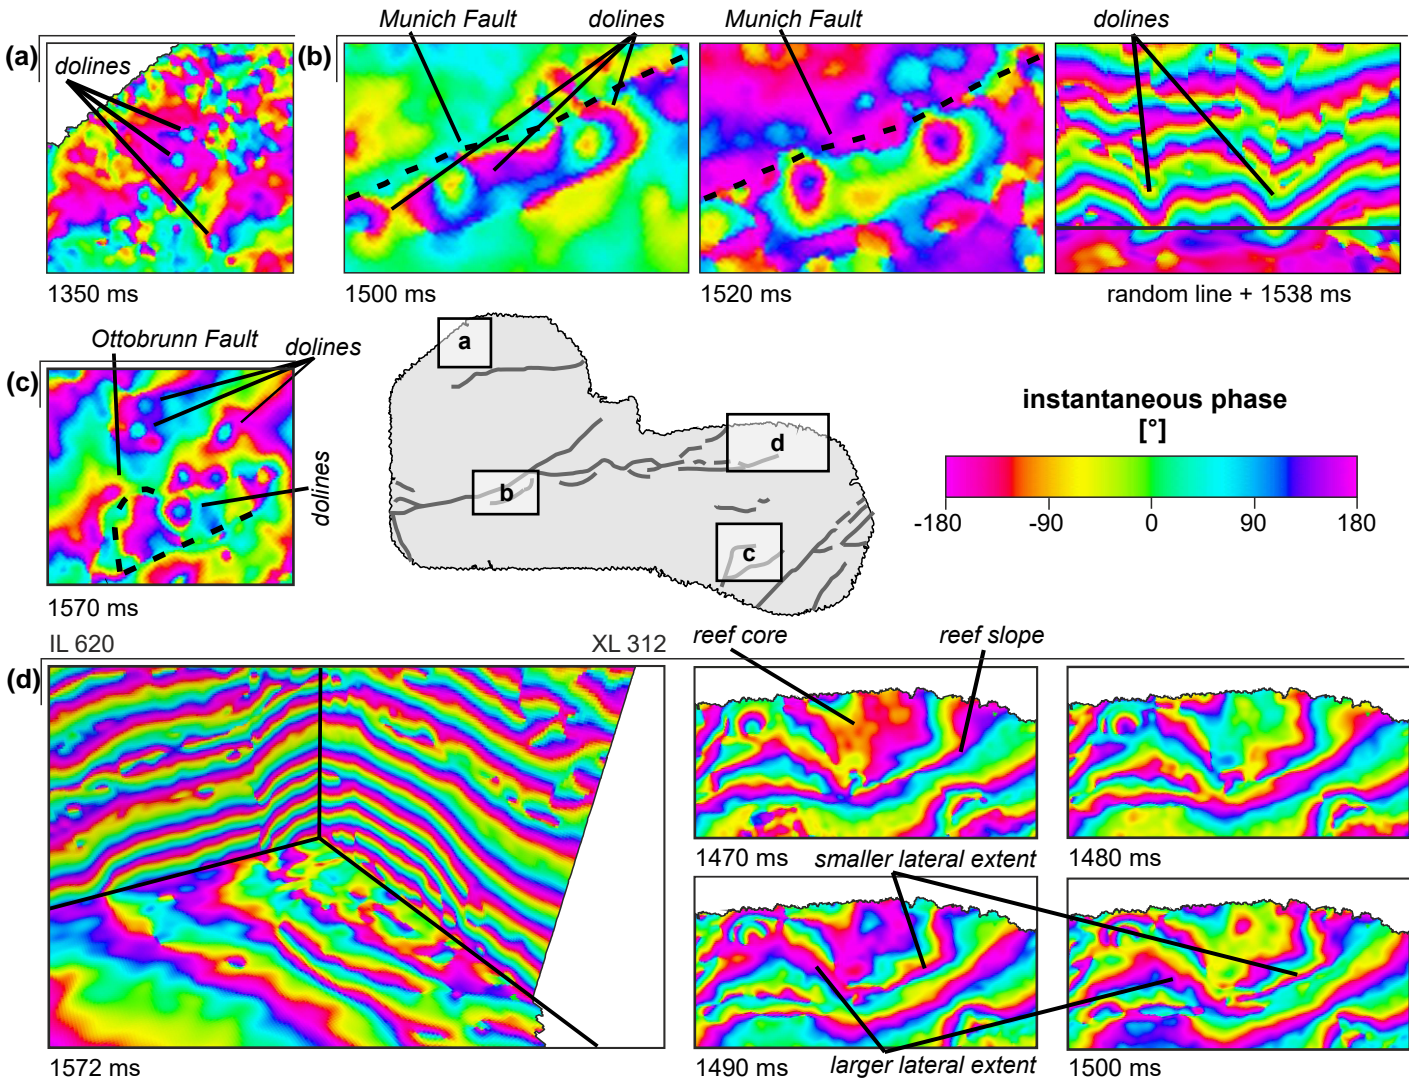 Munich Fault
dolines
Munich Fault
dolines
(a)
dolines
(b)
1350 ms
1500 ms
1520 ms
random line + 1538 ms
Ottobrunn Fault
dolines
(c)
dolines
1570 ms
a
b
c
d
instantaneous phase
[°]
-180
-90
0
90
180
IL 620
XL 312
(d)
1572 ms
reef core
reef slope
1470 ms
1480 ms
smaller lateral extent
1490 ms
larger lateral extent
1500 ms